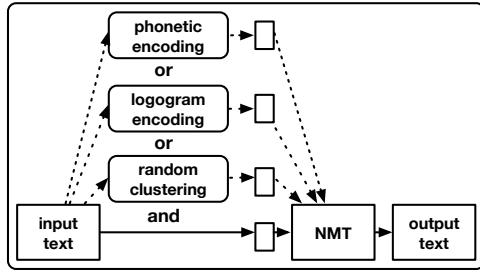 phonetic
encoding
or
logogram
encoding
or
random
clustering
and
input
text
NMT
output
text